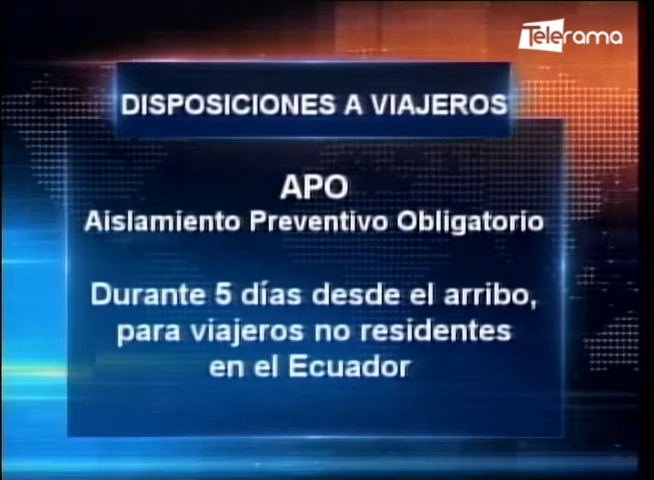 Telerama
DISPOSICIONES A VIAJEROS
APO
Aislamiento Preventivo Obligatorio
Durante 5 días desde el arribo,
para viajeros no residentes
en el Ecuador